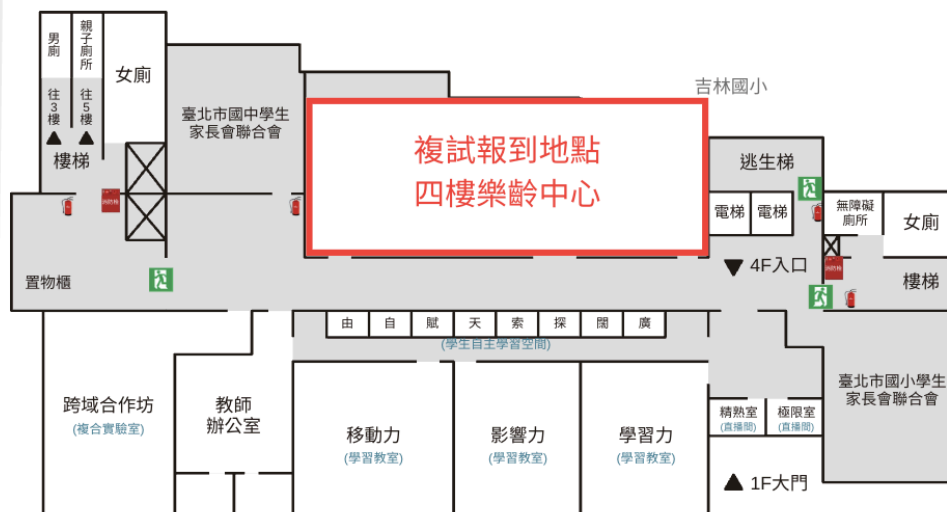 男廁
親子廁所
女廁
往3樓
往5樓
樓梯
臺北市國中學生
家長會聯合會
吉林國小
複試報到地點
四樓樂齡中心
逃生梯
電梯
電梯
無障礙
廁所
女廁
4F入口
樓梯
置物櫃
由
自
賦
天
索
探
闊
廣
(學生自主學習空間)
跨域合作坊
(複合實驗室)
教師
辦公室
移動力
(學習教室)
影響力
(學習教室)
學習力
(學習教室)
精熟室
(直播間)
極限室
(直播間)
臺北市國小學生
家長會聯合會
1F大門